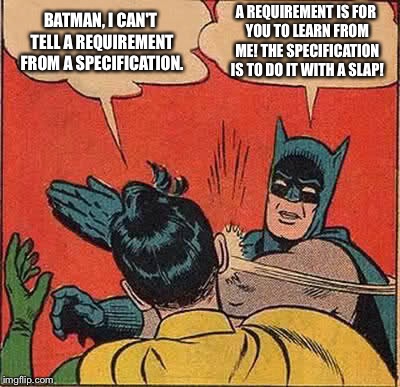 BATMAN, I CAN'T
TELL A REQUIREMENT
FROM A SPECIFICATION.
A REQUIREMENT IS FOR
YOU TO LEARN FROM
ME! THE SPECIFICATION
IS TO DO IT WITH A SLAP!
imgflip.com